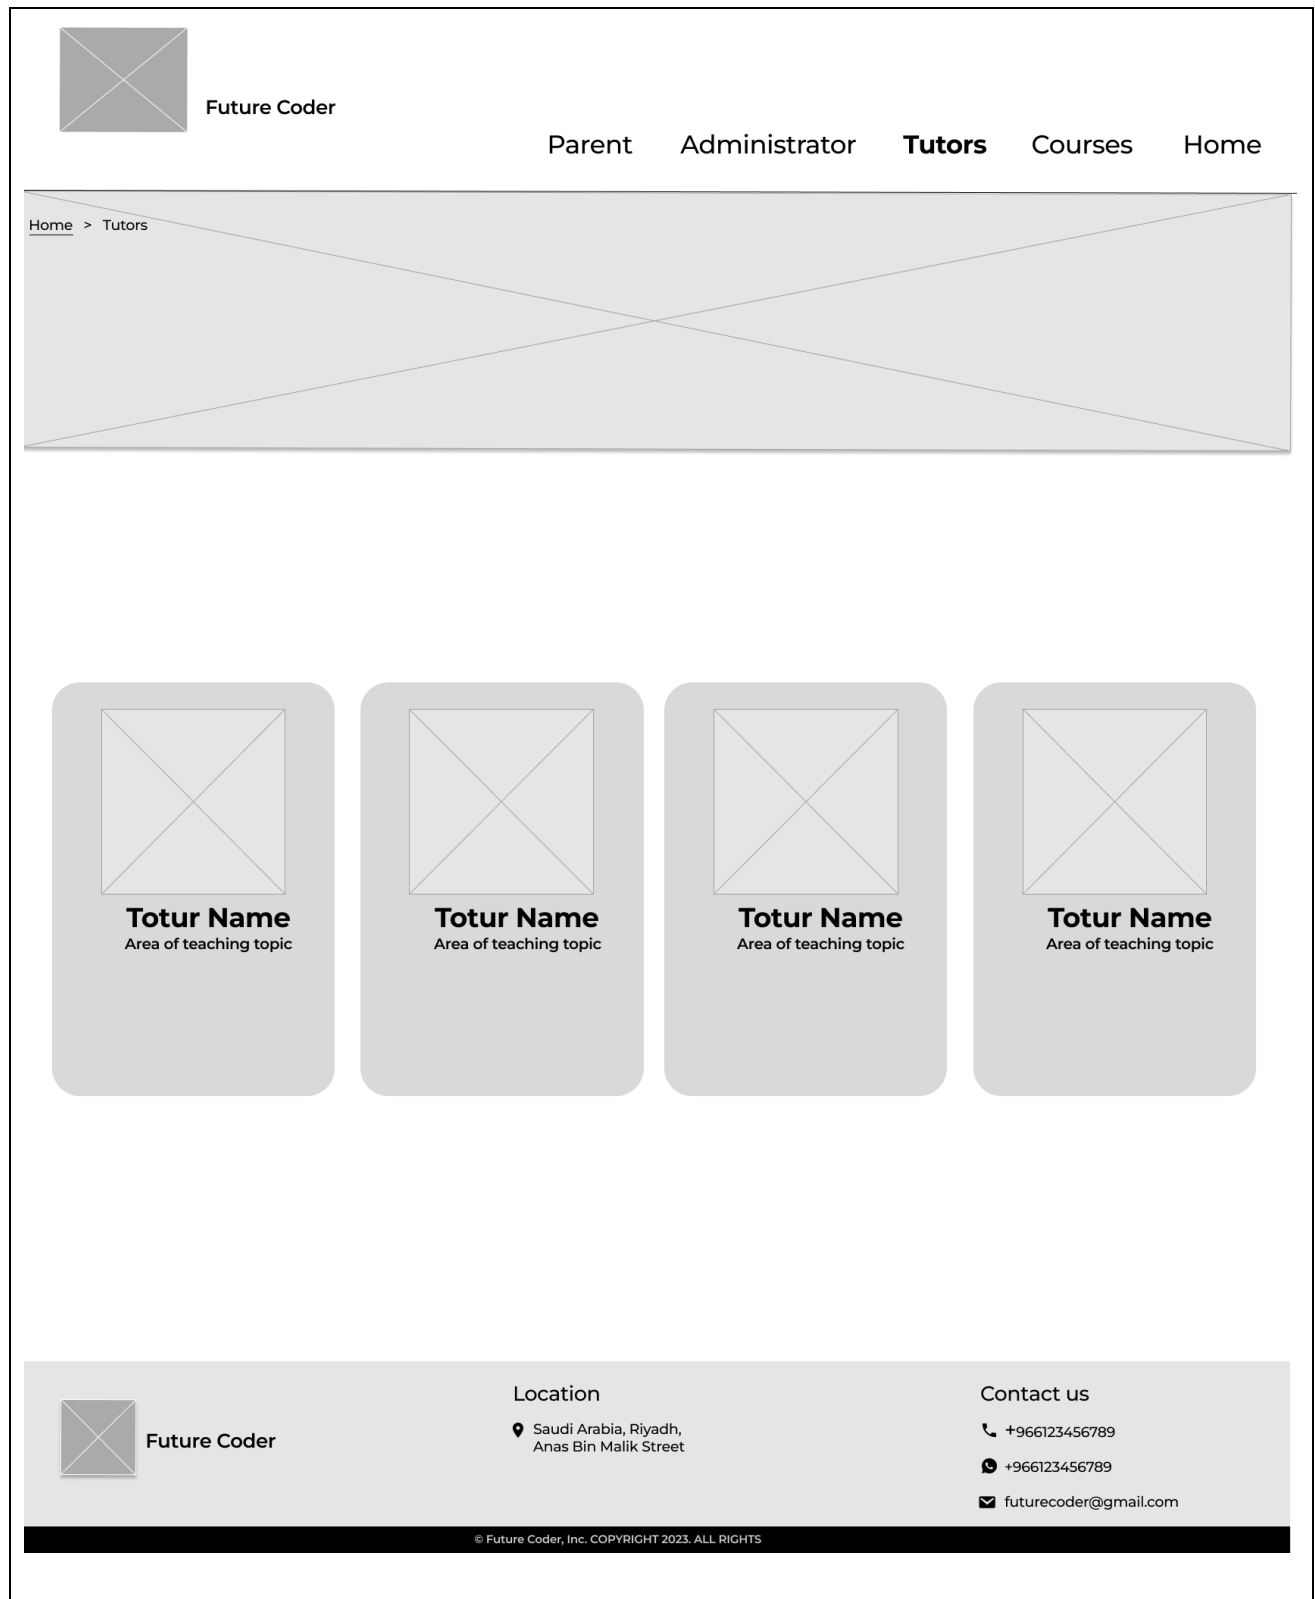 Future Coder
Parent Administrator Tutors Courses Home
Home > Tutors
Totur Name
Area of teaching topic
Totur Name
Area of teaching topic
Totur Name
Area of teaching topic
Totur Name
Area of teaching topic
Future Coder
Location
Saudi Arabia, Riyadh,
Anas Bin Malik Street
Contact us
+966123456789
+966123456789
futurecoder@gmail.com
© Future Coder, Inc. COPYRIGHT 2023. ALL RIGHTS